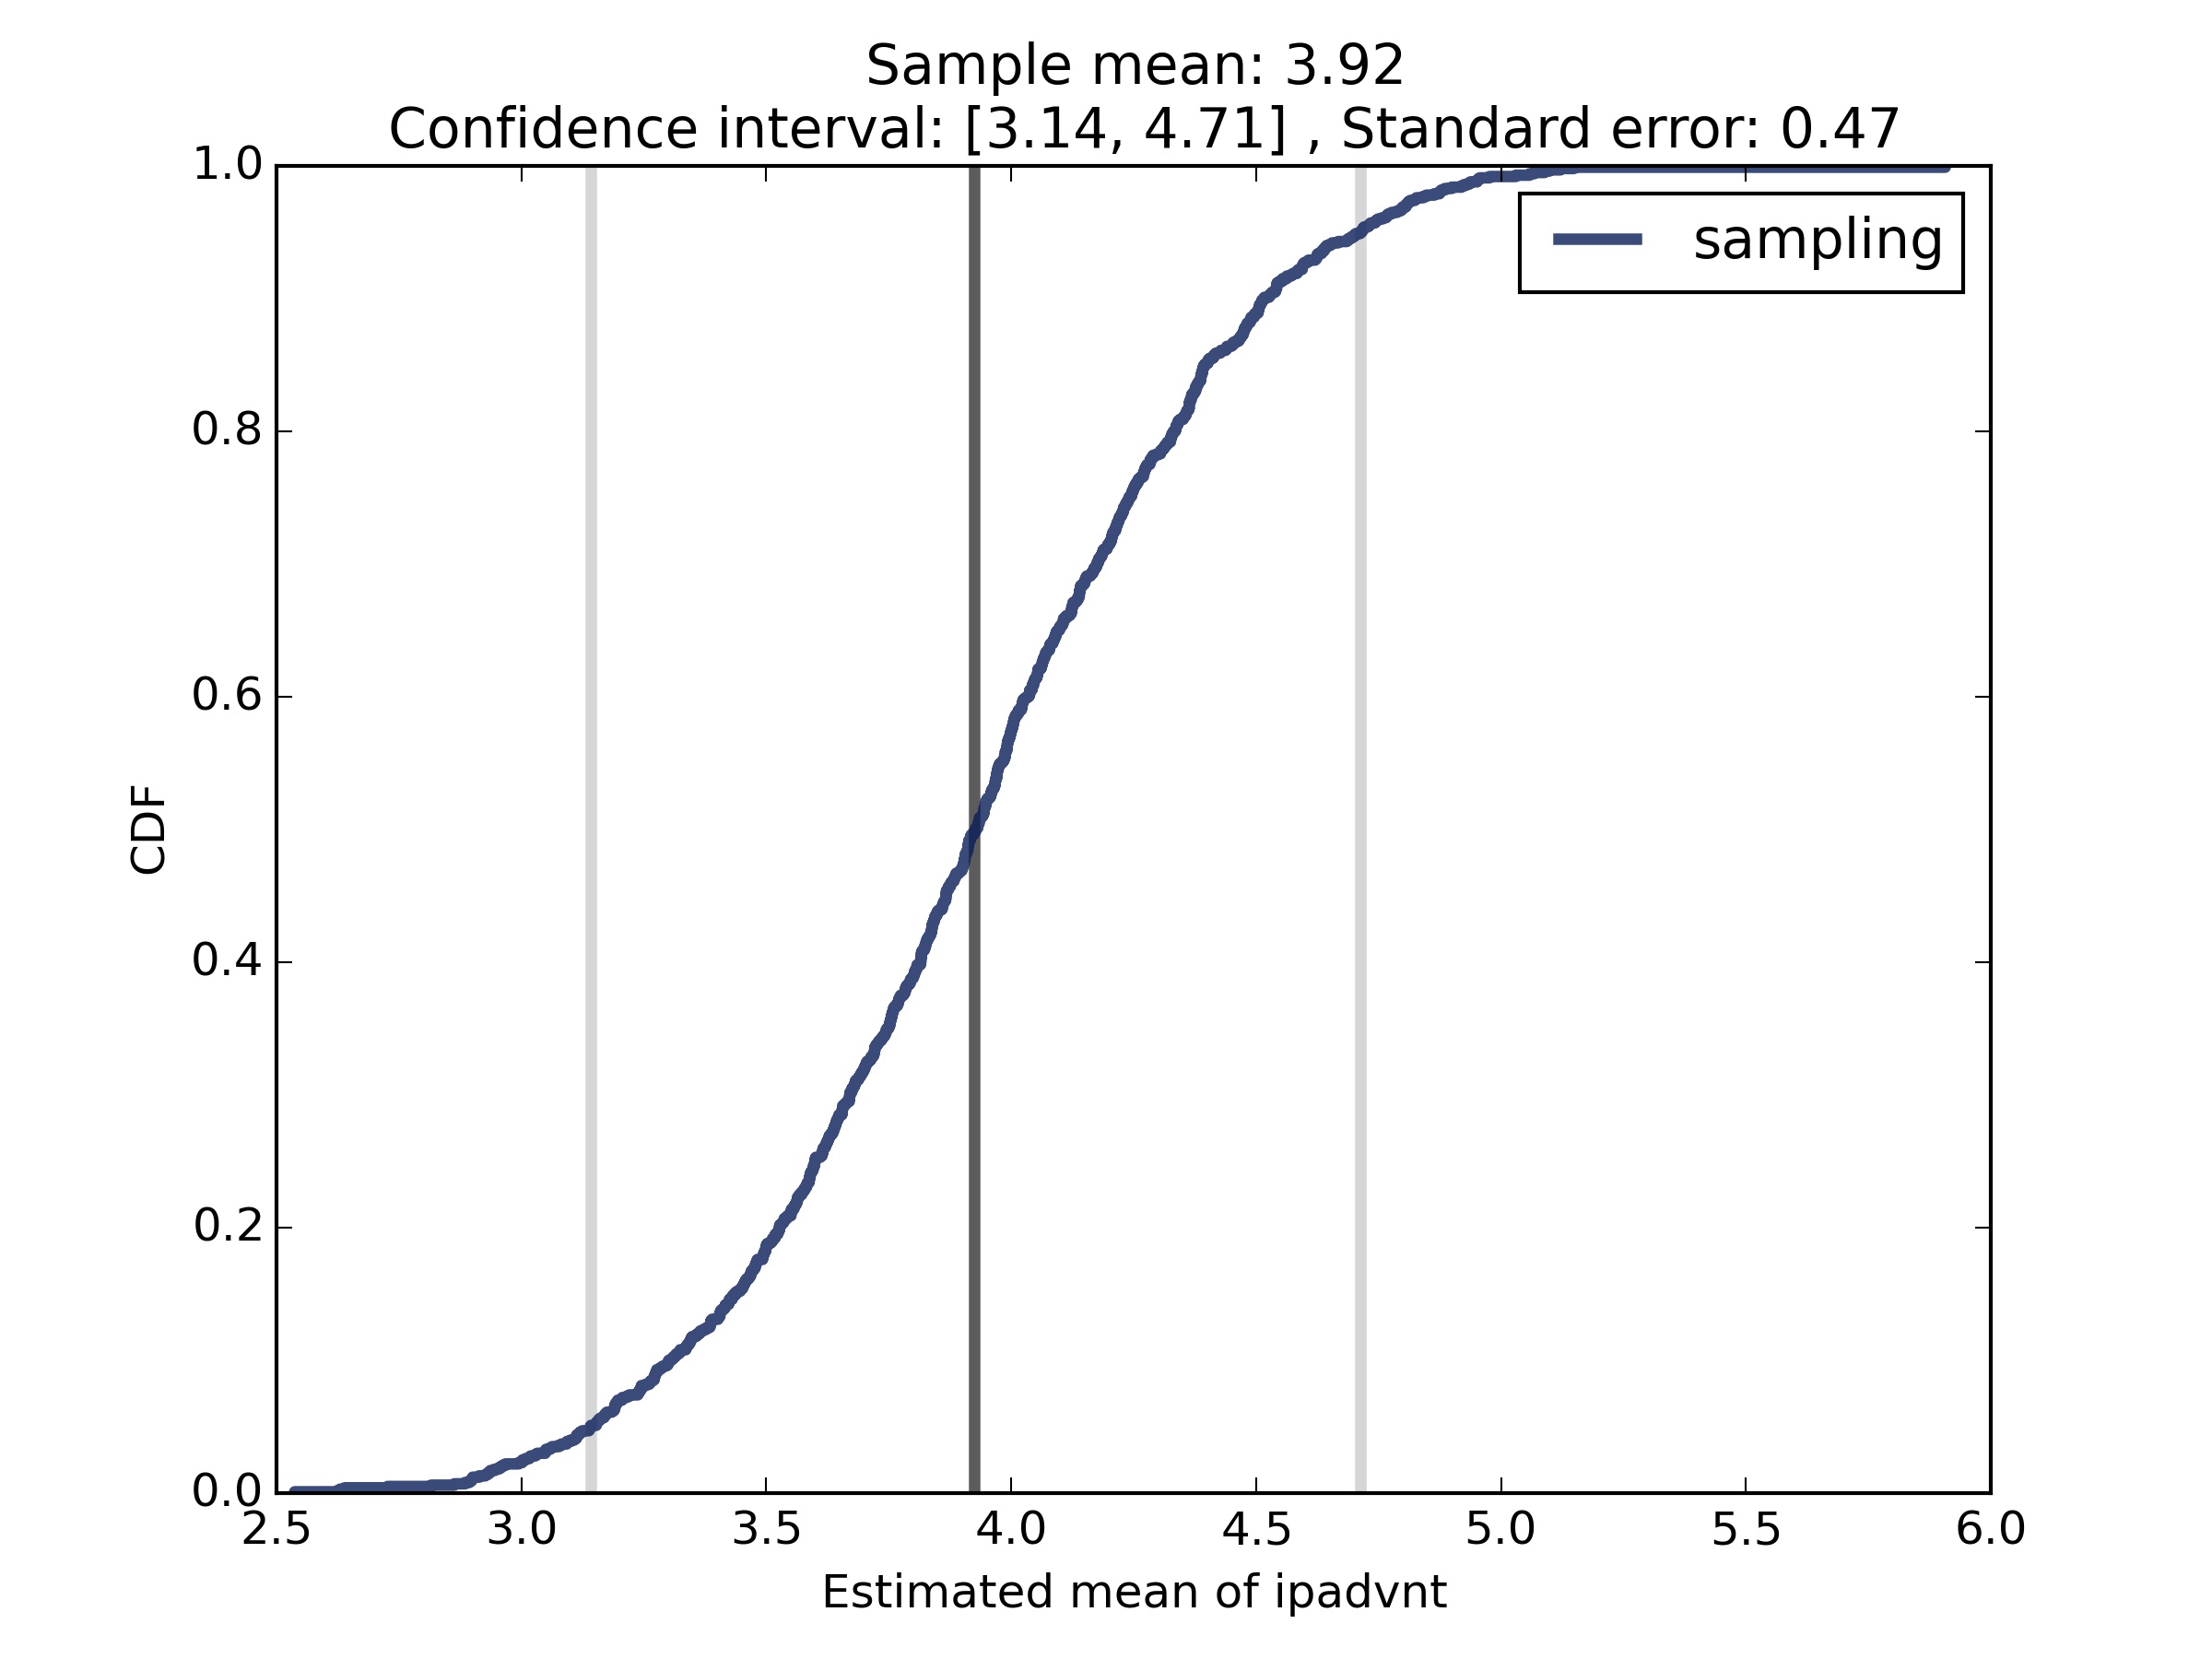 Sample mean: 3.92
Confidence interval: [3.14, 4.71] , Standard error: 0.47
1.0
sampling
0.8
0.6
CDF
0.4
0.2
0.0
2.5 3.0 3.5 4.0 4.5 5.0 5.5 6.0
Estimated mean of ipadvnt